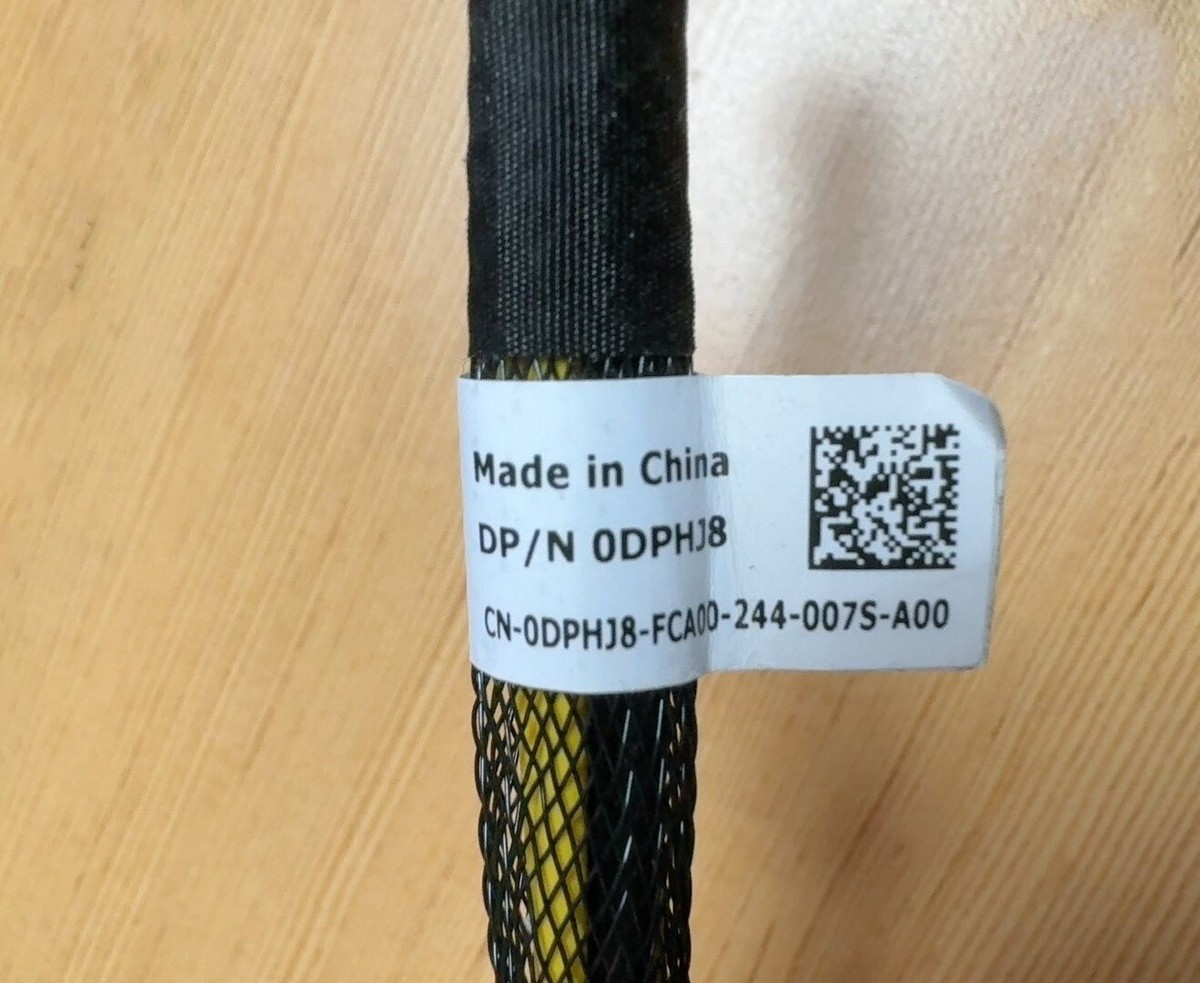 Made in China
DP/N 0DPHJ8
CN-0DPHJ8-FCA00-244-007S-A00